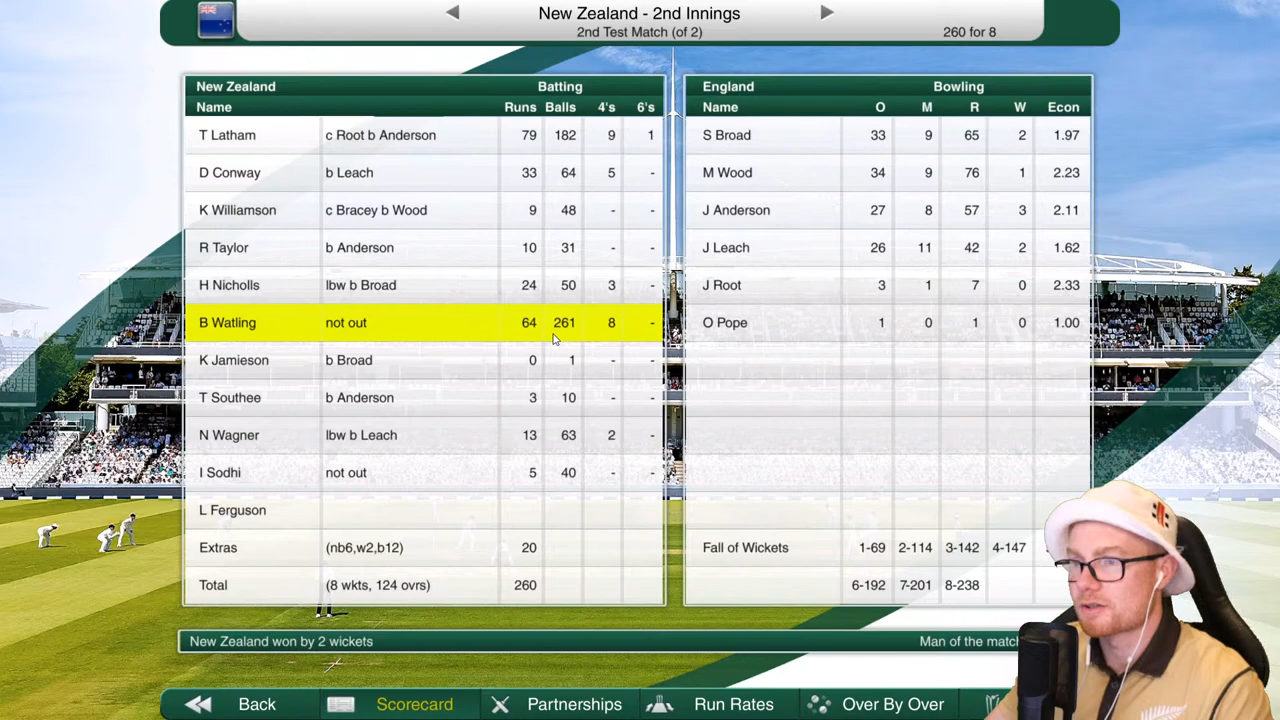 New Zealand - 2nd Innings
2nd Test Match (of 2)
260 for 8
New Zealand Batting
Name Runs Balls 4's 6's
T Latham c Root b Anderson 79 182 9 1
D Conway b Leach 33 64 5 -
K Williamson c Bracey b Wood 9 48 - -
R Taylor b Anderson 10 31 - -
H Nicholls lbw b Broad 24 50 3 -
B Watling not out 64 261 8 -
K Jamieson b Broad 0 1 - -
T Southee b Anderson 3 10 - -
N Wagner lbw b Leach 13 63 2 -
I Sodhi not out 5 40 - -
L Ferguson
Extras (nb6,w2,b12) 20
Total (8 wkts, 124 ovrs) 260
England Bowling
Name O M R W Econ
S Broad 33 9 65 2 1.97
M Wood 34 9 76 1 2.23
J Anderson 27 8 57 3 2.11
J Leach 26 11 42 2 1.62
J Root 3 1 7 0 2.33
O Pope 1 0 1 0 1.00
Fall of Wickets 1-69 2-114 3-142 4-147
6-192 7-201 8-238
New Zealand won by 2 wickets Man of the match
Back Scorecard Partnerships Run Rates Over By Over